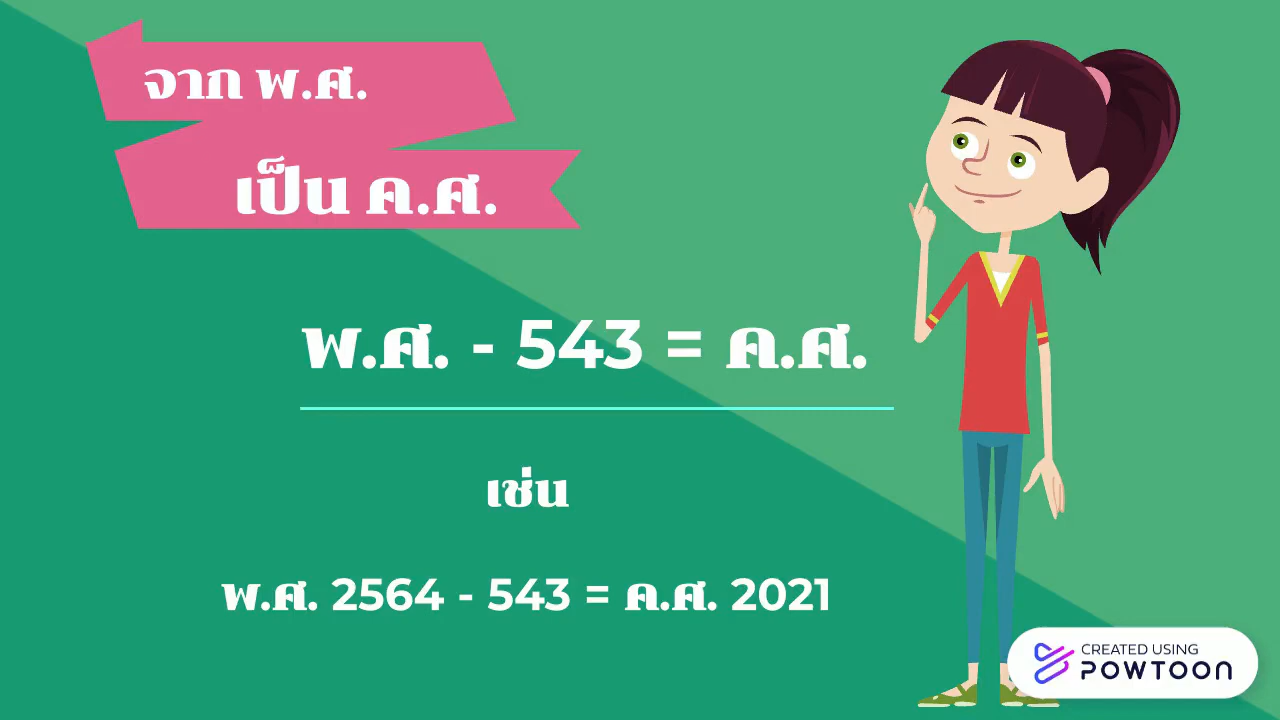 จาก พ.ศ.
เป็น ค.ศ.
พ.ศ. - 543 = ค.ศ.
เช่น
พ.ศ. 2564 - 543 = ค.ศ. 2021
CREATED USING
POWTOON